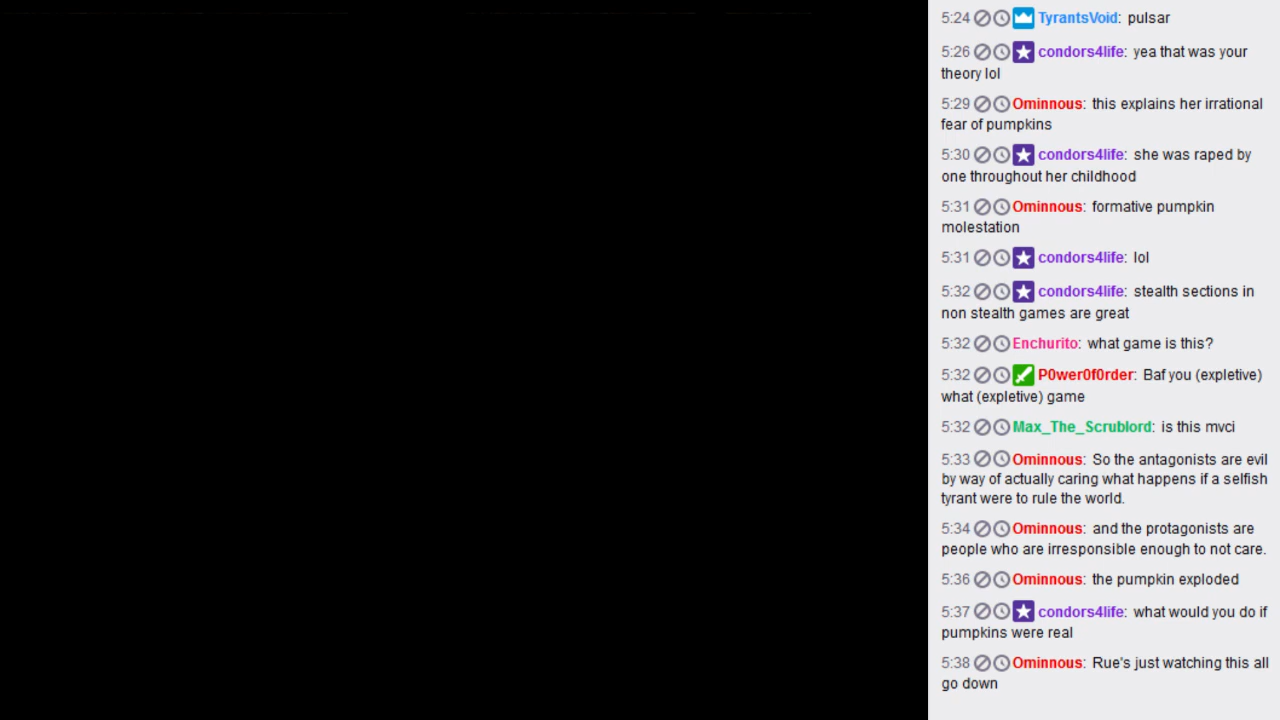 5:24 TyrantsVoid: pulsar
5:26 condors4life: yea that was your
theory lol
5:29 Ominnous: this explains her irrational
fear of pumpkins
5:30 condors4life: she was raped by
one throughout her childhood
5:31 Ominnous: formative pumpkin
molestation
5:31 condors4life: lol
5:32 condors4life: stealth sections in
non stealth games are great
5:32 Enchurito: what game is this?
5:32 P0wer0f0rder: Baf you (expletive)
what (expletive) game
5:32 Max_The_Scrublord: is this mvci
5:33 Ominnous: So the antagonists are evil
by way of actually caring what happens if a selfish
tyrant were to rule the world.
5:34 Ominnous: and the protagonists are
people who are irresponsible enough to not care.
5:36 Ominnous: the pumpkin exploded
5:37 condors4life: what would you do if
pumpkins were real
5:38 Ominnous: Rue's just watching this all
go down